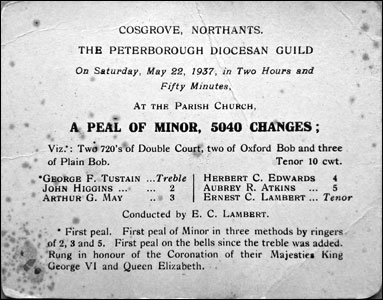 COSGROVE, NORTHANTS.
THE PETERBOROUGH DIOCESAN GUILD
On Saturday, May 22, 1937, in Two Hours and
Fifty Minutes,
AT THE PARISH CHURCH,
A PEAL OF MINOR, 5040 CHANGES;
Viz.: Two 720's of Double Court, two of Oxford Bob and three
of Plain Bob. Tenor 10 cwt.
*GEORGE F. TUSTAIN ...Treble HERBERT C. EDWARDS 4
JOHN HIGGINS ... ... 2 AUBREY R. ATKINS ... 5
ARTHUR G. MAY .. 3 ERNEST C. LAMBERT ... Tenor
Conducted by E. C. LAMBERT.
* First peal. First peal of Minor in three methods by ringers
of 2, 3 and 5. First peal on the bells since the treble was added.
Rung in honour of the Coronation of their Majesties King
George VI and Queen Elizabeth.